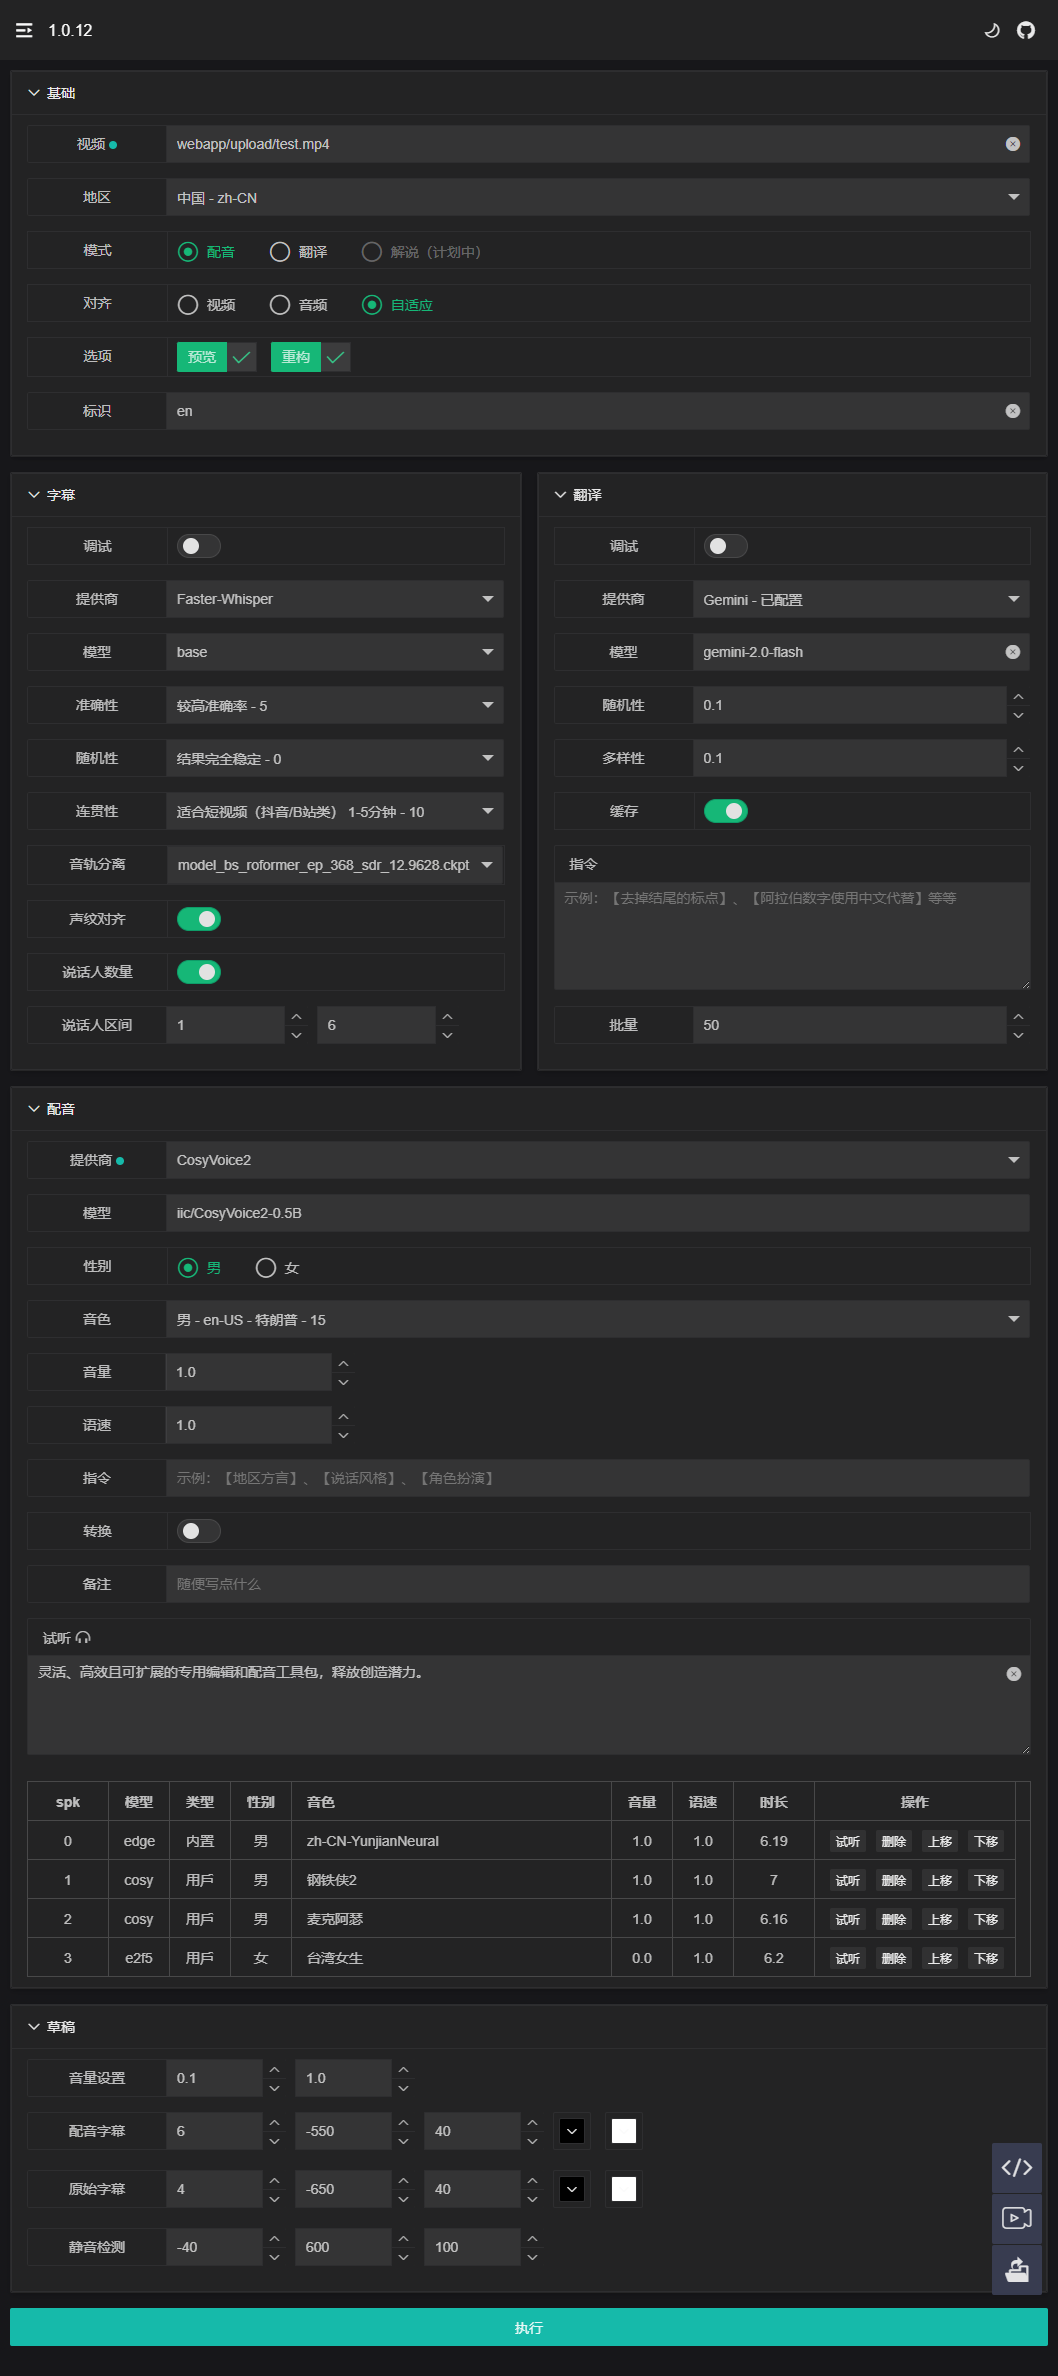 1.0.12
基础
视频 webapp/upload/test.mp4
地区 中国 - zh-CN
模式 配音 翻译 解说（计划中）
对齐 视频 音频 自适应
选项 预览 重构
标识 en
字幕
调试
提供商 Faster-Whisper
模型 base
准确性 较高准确率 - 5
随机性 结果完全稳定 - 0
连贯性 适合短视频（抖音/B站类） 1-5分钟 - 10
音轨分离 model_bs_roformer_ep_368_sdr_12.9628.ckpt
声纹对齐
说话人数量
说话人区间 1 6
翻译
调试
提供商 Gemini - 已配置
模型 gemini-2.0-flash
随机性 0.1
多样性 0.1
缓存
指令
示例：【去掉结尾的标点】、【阿拉伯数字使用中文代替】等等
批量 50
配音
提供商 CosyVoice2
模型 iic/CosyVoice2-0.5B
性别 男 女
音色 男 - en-US - 特朗普 - 15
音量 1.0
语速 1.0
指令 示例：【地区方言】、【说话风格】、【角色扮演】
转换
备注 随便写点什么
试听
灵活、高效且可扩展的专用编辑和配音工具包，释放创造潜力。
spk 模型 类型 性别 音色 音量 语速 时长 操作
0 edge 内置 男 zh-CN-YunjianNeural 1.0 1.0 6.19 试听 删除 上移 下移
1 cosy 用戶 男 钢铁侠2 1.0 1.0 7 试听 删除 上移 下移
2 cosy 用戶 男 麦克阿瑟 1.0 1.0 6.16 试听 删除 上移 下移
3 e2f5 用戶 女 台湾女生 0.0 1.0 6.2 试听 删除 上移 下移
草稿
音量设置 0.1 1.0
配音字幕 6 -550 40
原始字幕 4 -650 40
静音检测 -40 600 100
执行